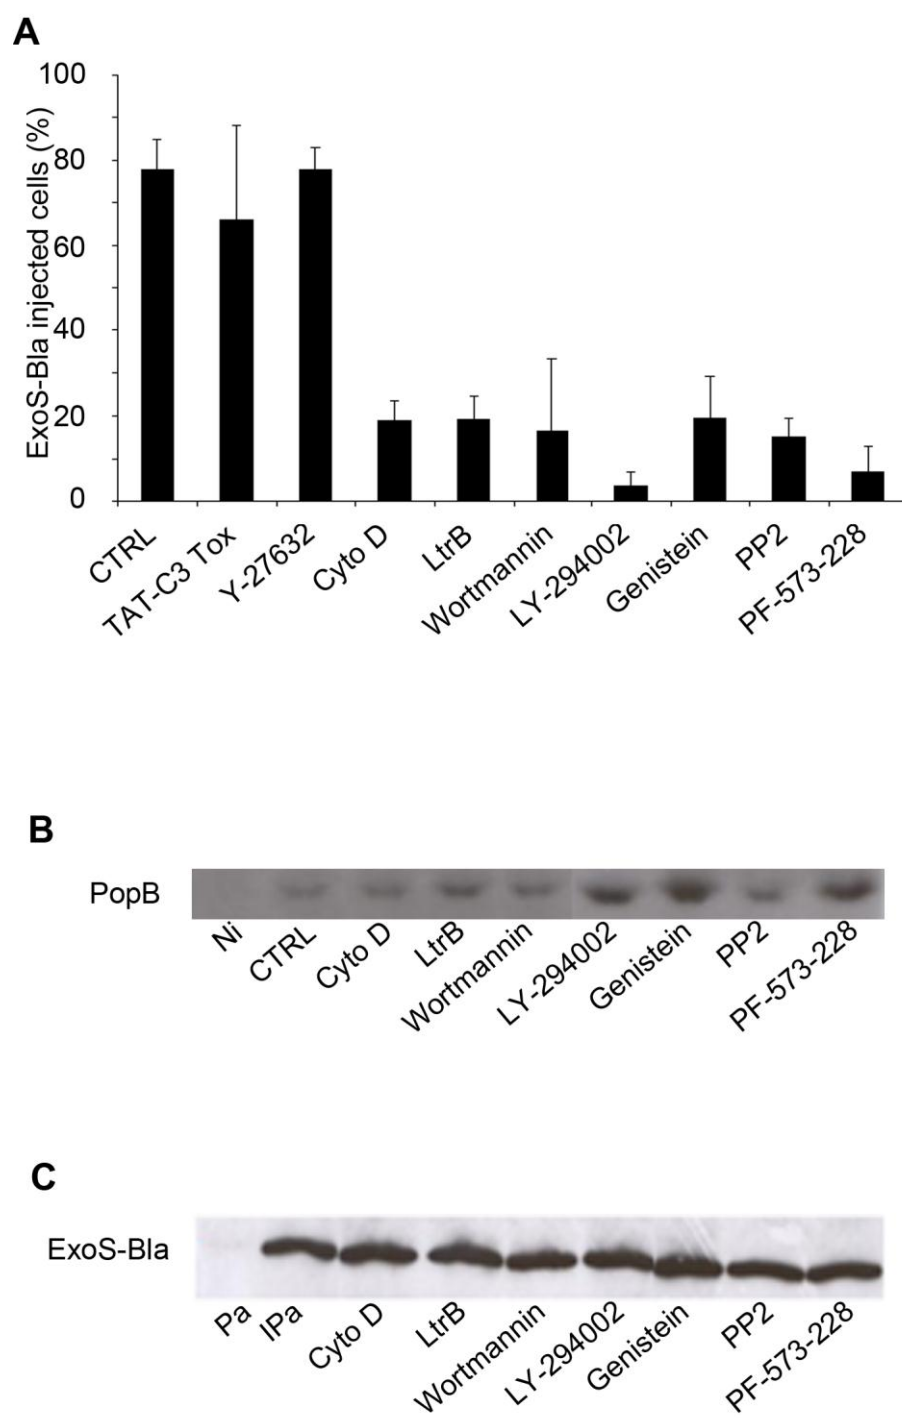 A
ExoS-Bla injected cells (%)
100
80
60
40
20
0
CTRL
TAT-C3 Tox
Y-27632
Cyto D
LtrB
Wortmannin
LY-294002
Genistein
PP2
PF-573-228
B
PopB
Ni
CTRL
Cyto D
LtrB
Wortmannin
LY-294002
Genistein
PP2
PF-573-228
C
ExoS-Bla
Pa
IPa
Cyto D
LtrB
Wortmannin
LY-294002
Genistein
PP2
PF-573-228